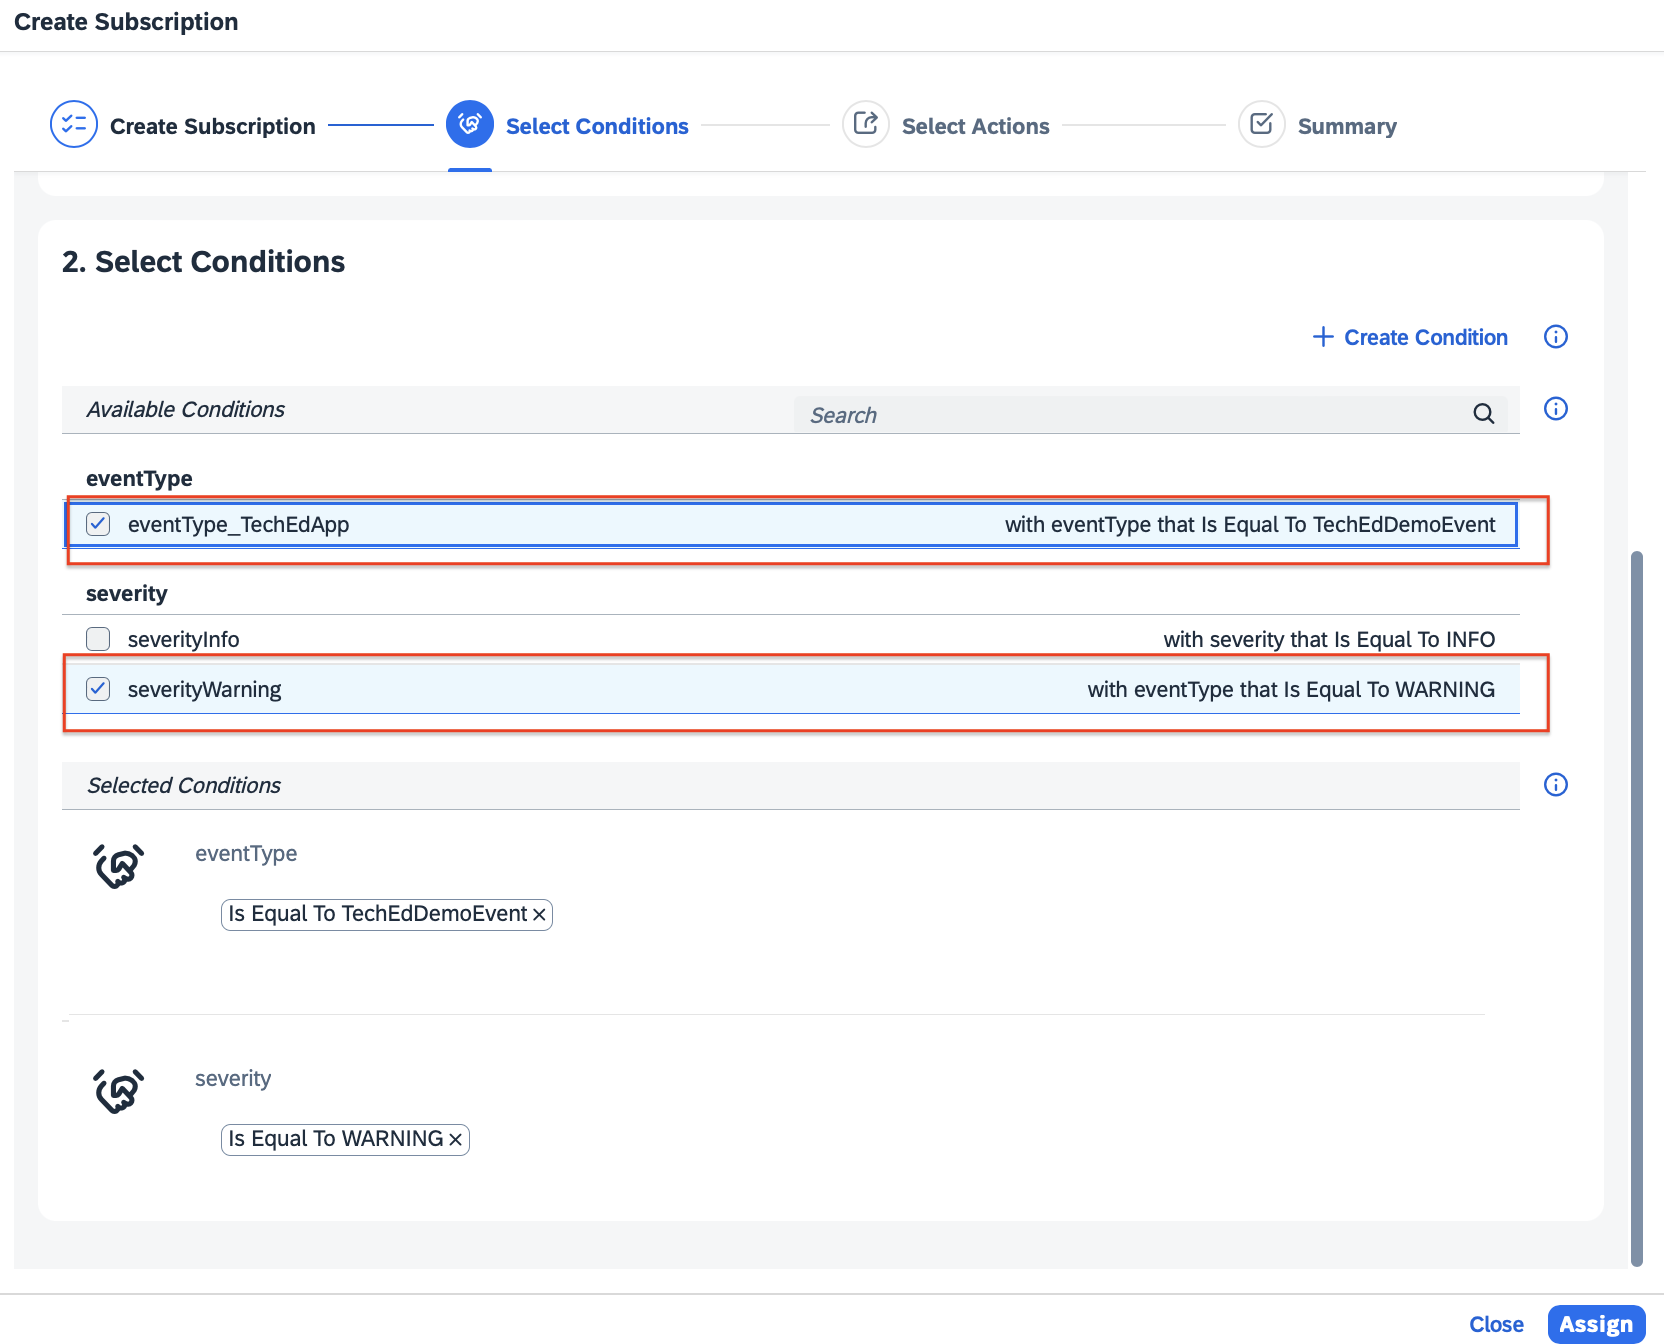 Create Subscription
Create Subscription
Select Conditions
Select Actions
Summary
2. Select Conditions
Create Condition
Available Conditions
Search
eventType
eventType_TechEdApp with eventType that Is Equal To TechEdDemoEvent
severity
severityInfo with severity that Is Equal To INFO
severityWarning with eventType that Is Equal To WARNING
Selected Conditions
eventType
Is Equal To TechEdDemoEvent
severity
Is Equal To WARNING
Close
Assign